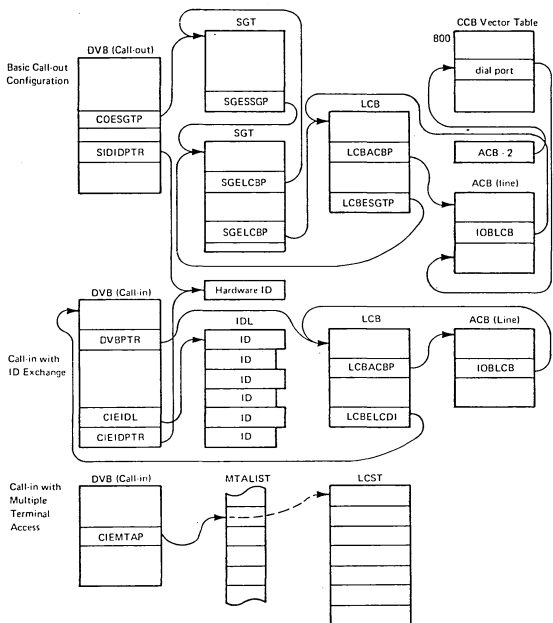 Basic Call-out
Configuration
DVB (Call-out)
COESGTP
SIDIDPTR
SGT
SGESSGP
SGT
SGELCBP
SGELCBP
LCB
LCBACBP
LCBESGTP
CCB Vector Table
800
dial port
ACB - 2
ACB (line)
IOBLCB
Call-in with
ID Exchange
DVB (Call-in)
DVBPTR
CIEIDL
CIEIDPTR
Hardware ID
IDL
ID
ID
ID
ID
ID
ID
LCB
LCBACBP
LCBELCDI
ACB (Line)
IOBLCB
Call-in with
Multiple
Terminal
Access
DVB (Call-in)
CIEMTAP
MTALIST
LCST